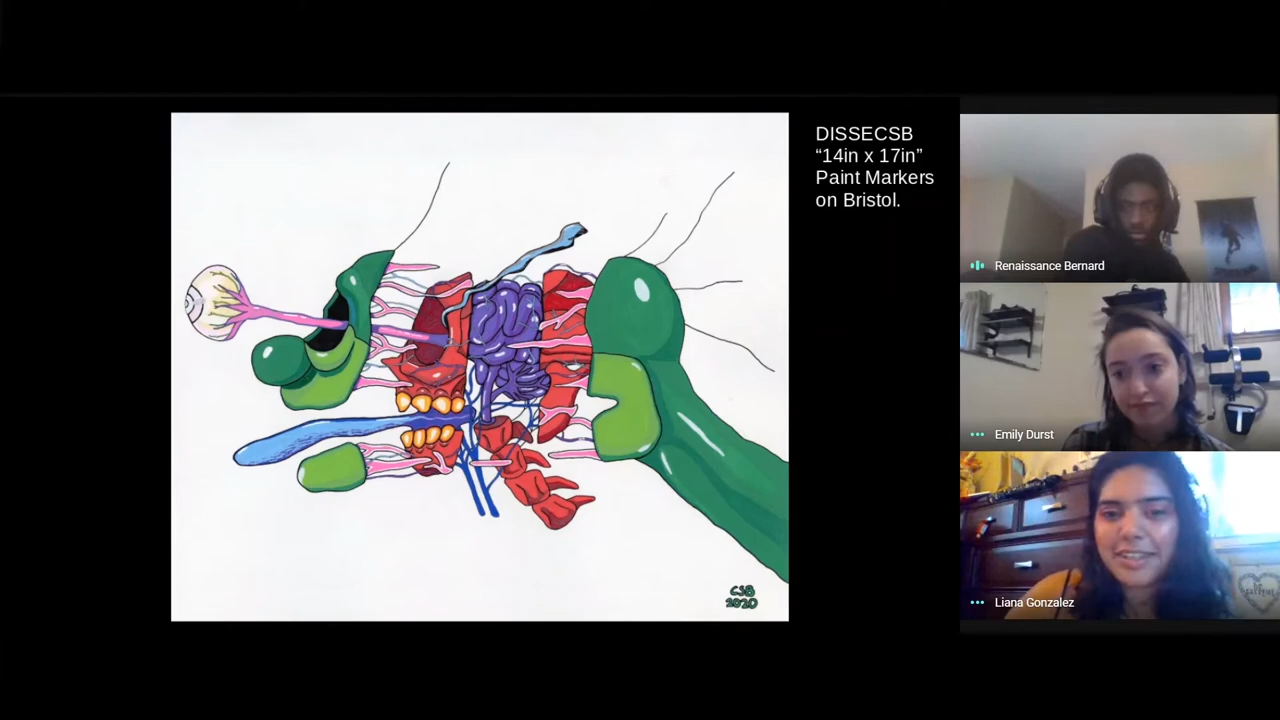 DISSECSB
“14in x 17in”
Paint Markers
on Bristol.
Renaissance Bernard
Emily Durst
Liana Gonzalez
CSB
2020